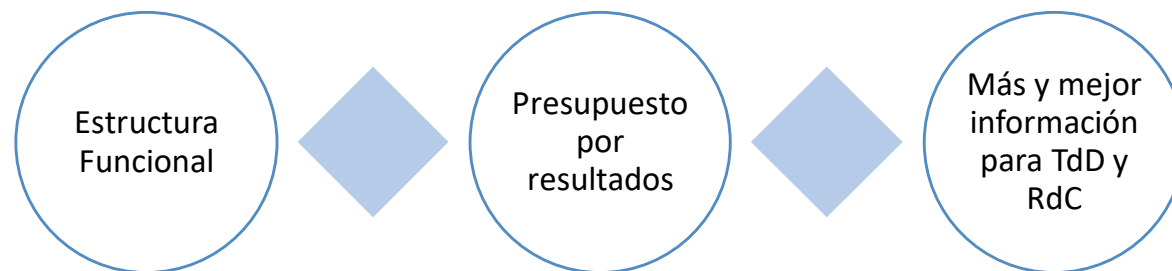 Estructura
Funcional
Presupuesto
por
resultados
Más y mejor
información
para TdD y
RdC